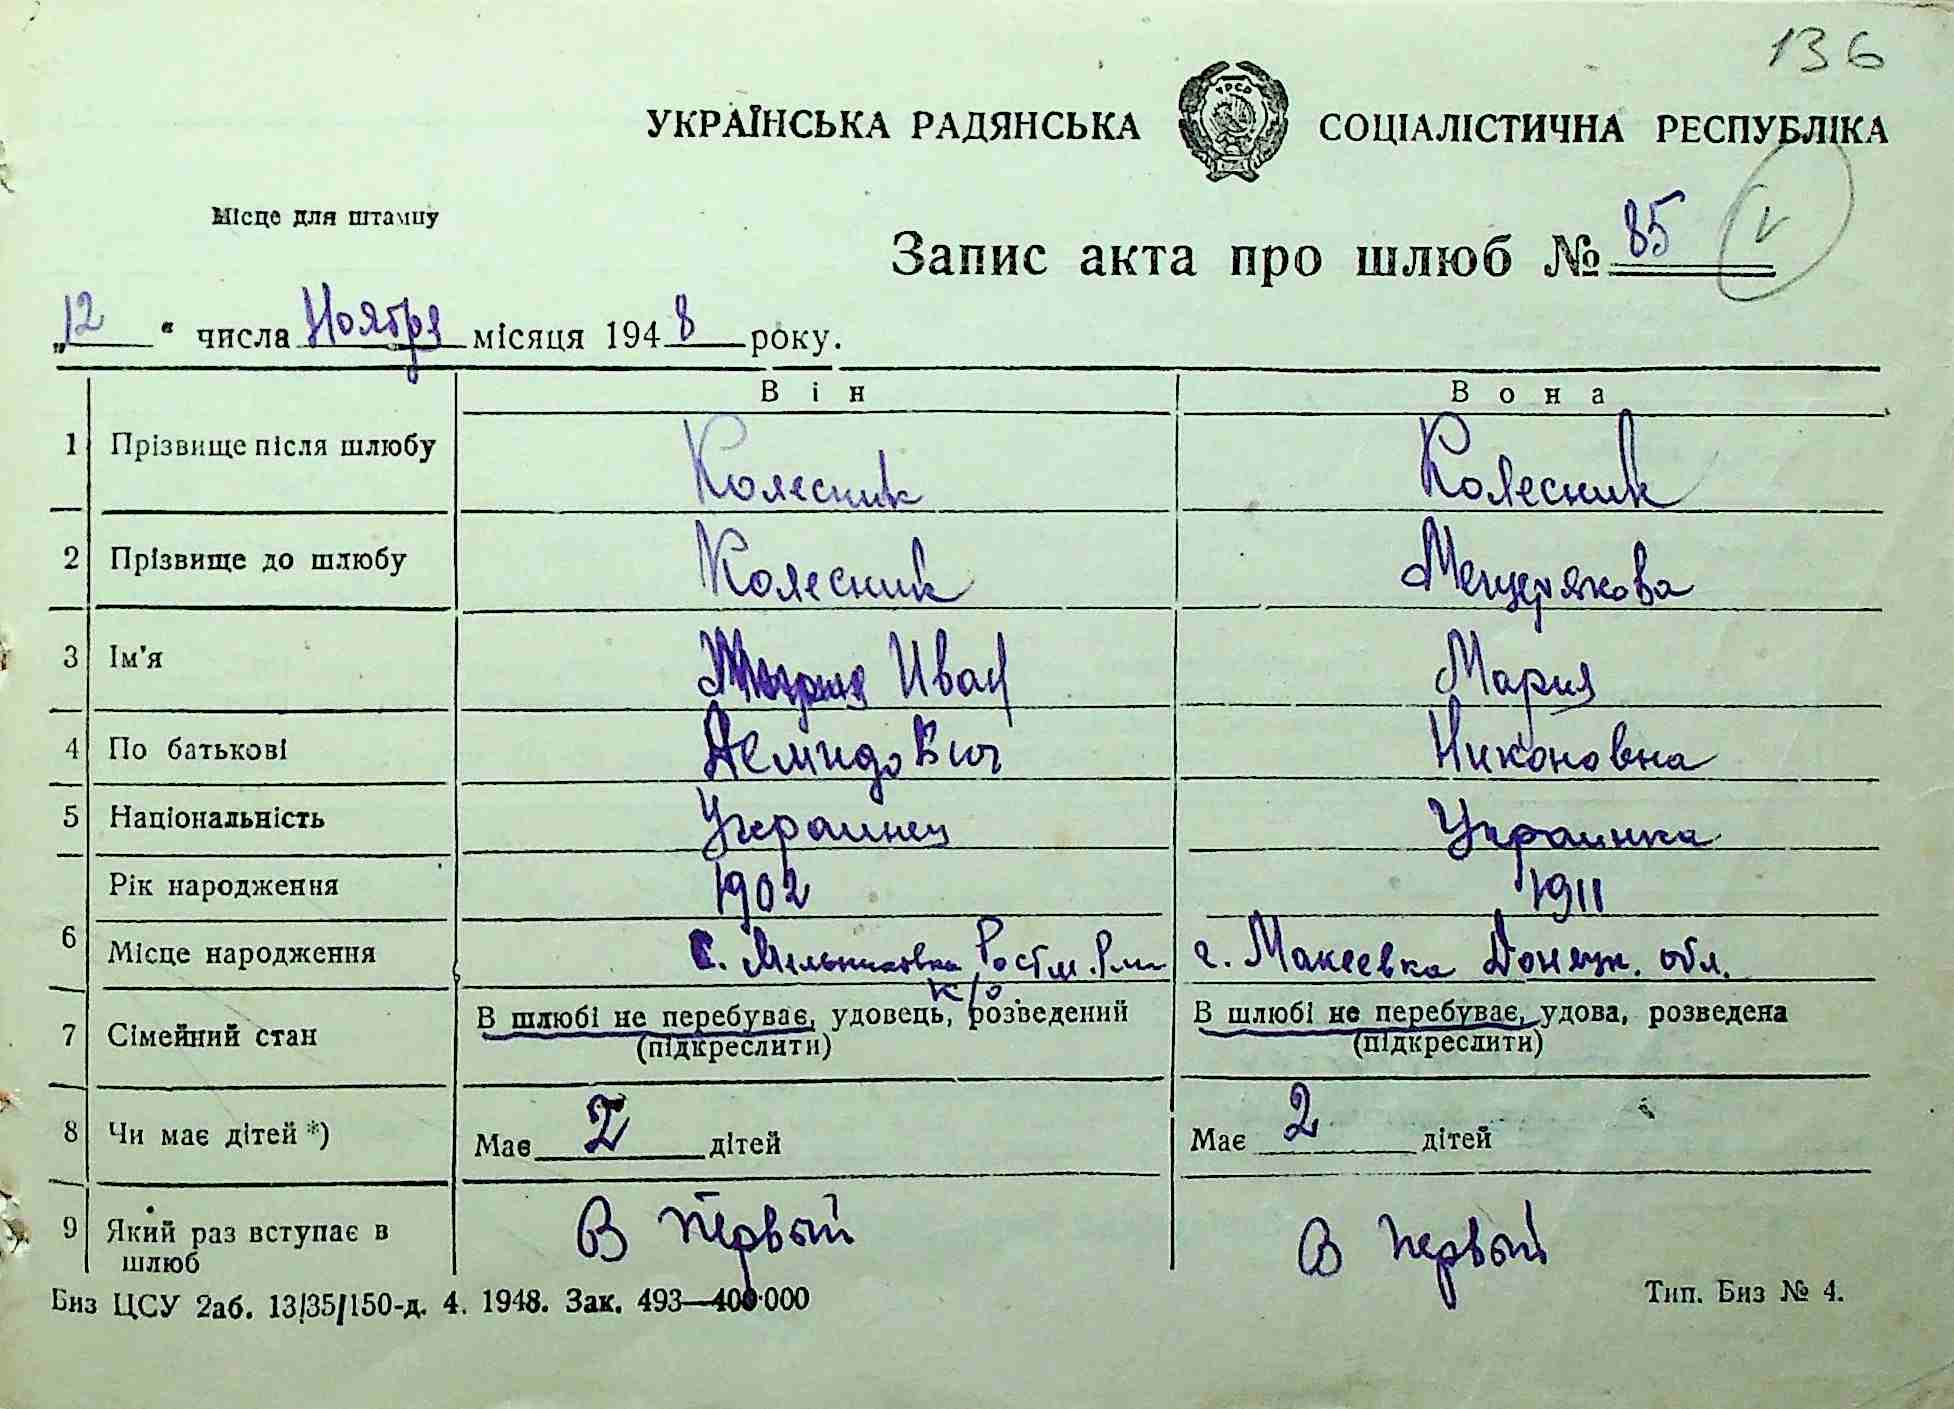 136
УКРАЇНСЬКА РАДЯНСЬКА СОЦІАЛІСТИЧНА РЕСПУБЛІКА
УРСР
Місце для штампу
Запис акта про шлюб № 85
„12 “ числа Ноября місяця 1948 року.
Він Вона
1 Прізвище після шлюбу Колесник Колесник
2 Прізвище до шлюбу Колесник Мещерякова
3 Ім'я Иван Мария
4 По батькові Демидович Никоновна
5 Національність Украинец Украинка
Рік народження 1902 1911
6 Місце народження С. Мельниковка г. Макеевка Донецк. обл.
к/о.
7 Сімейний стан В шлюбі не перебуває, удовець, розведений В шлюбі не перебуває, удова, розведена
(підкреслити) (підкреслити)
8 Чи має дітей *) Має 2 дітей Має 2 дітей
9 Який раз вступає в шлюб В первый В первый
Биз ЦСУ 2аб. 13/35/150-д. 4. 1948. Зак. 493—400·000 Тип. Биз № 4.